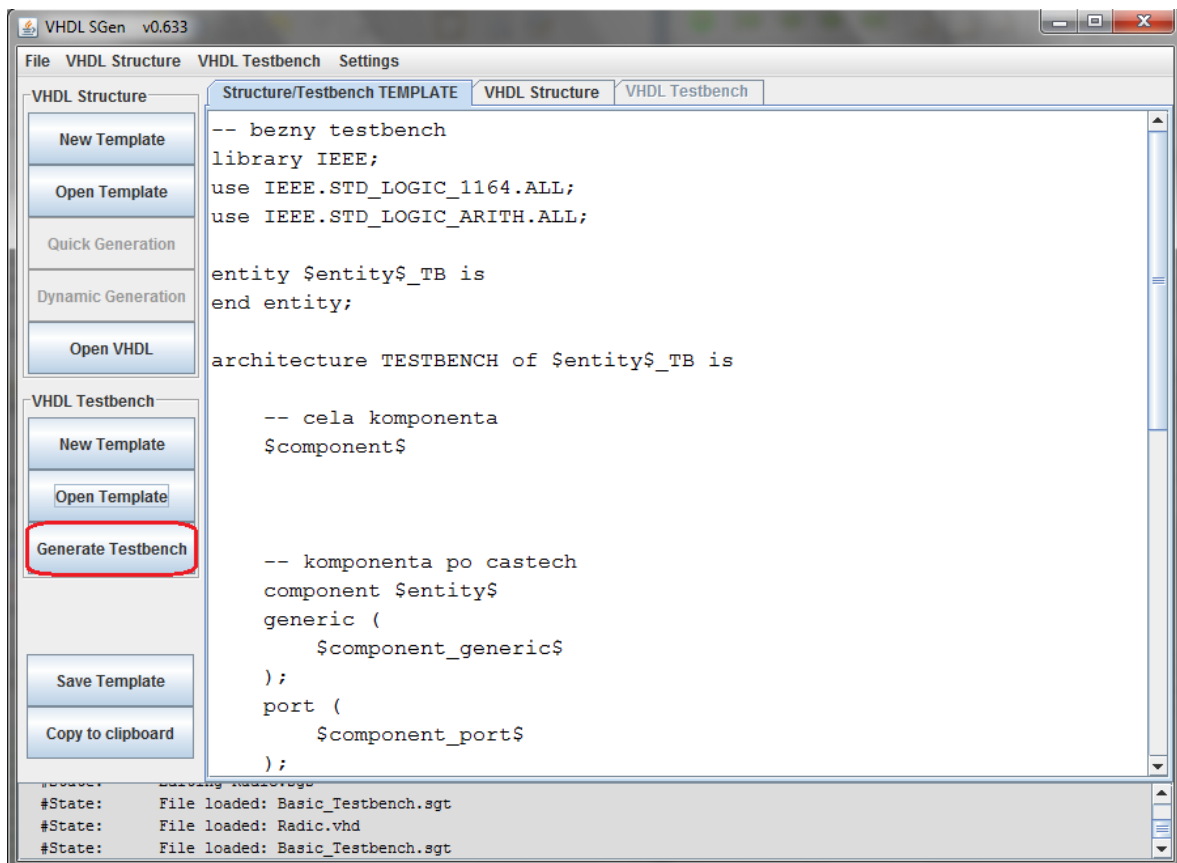 VHDL SGen v0.633
File VHDL Structure VHDL Testbench Settings
VHDL Structure
New Template
Open Template
Quick Generation
Dynamic Generation
Open VHDL
VHDL Testbench
New Template
Open Template
Generate Testbench
Save Template
Copy to clipboard
Structure/Testbench TEMPLATE VHDL Structure VHDL Testbench
-- bezny testbench
library IEEE;
use IEEE.STD_LOGIC_1164.ALL;
use IEEE.STD_LOGIC_ARITH.ALL;
entity $entity$_TB is
end entity;
architecture TESTBENCH of $entity$_TB is
-- cela komponenta
$component$
-- komponenta po castech
component $entity$
generic (
$component_generic$
);
port (
$component_port$
);
#State: File loaded: Basic_Testbench.sgt
#State: File loaded: Radic.vhd
#State: File loaded: Basic_Testbench.sgt